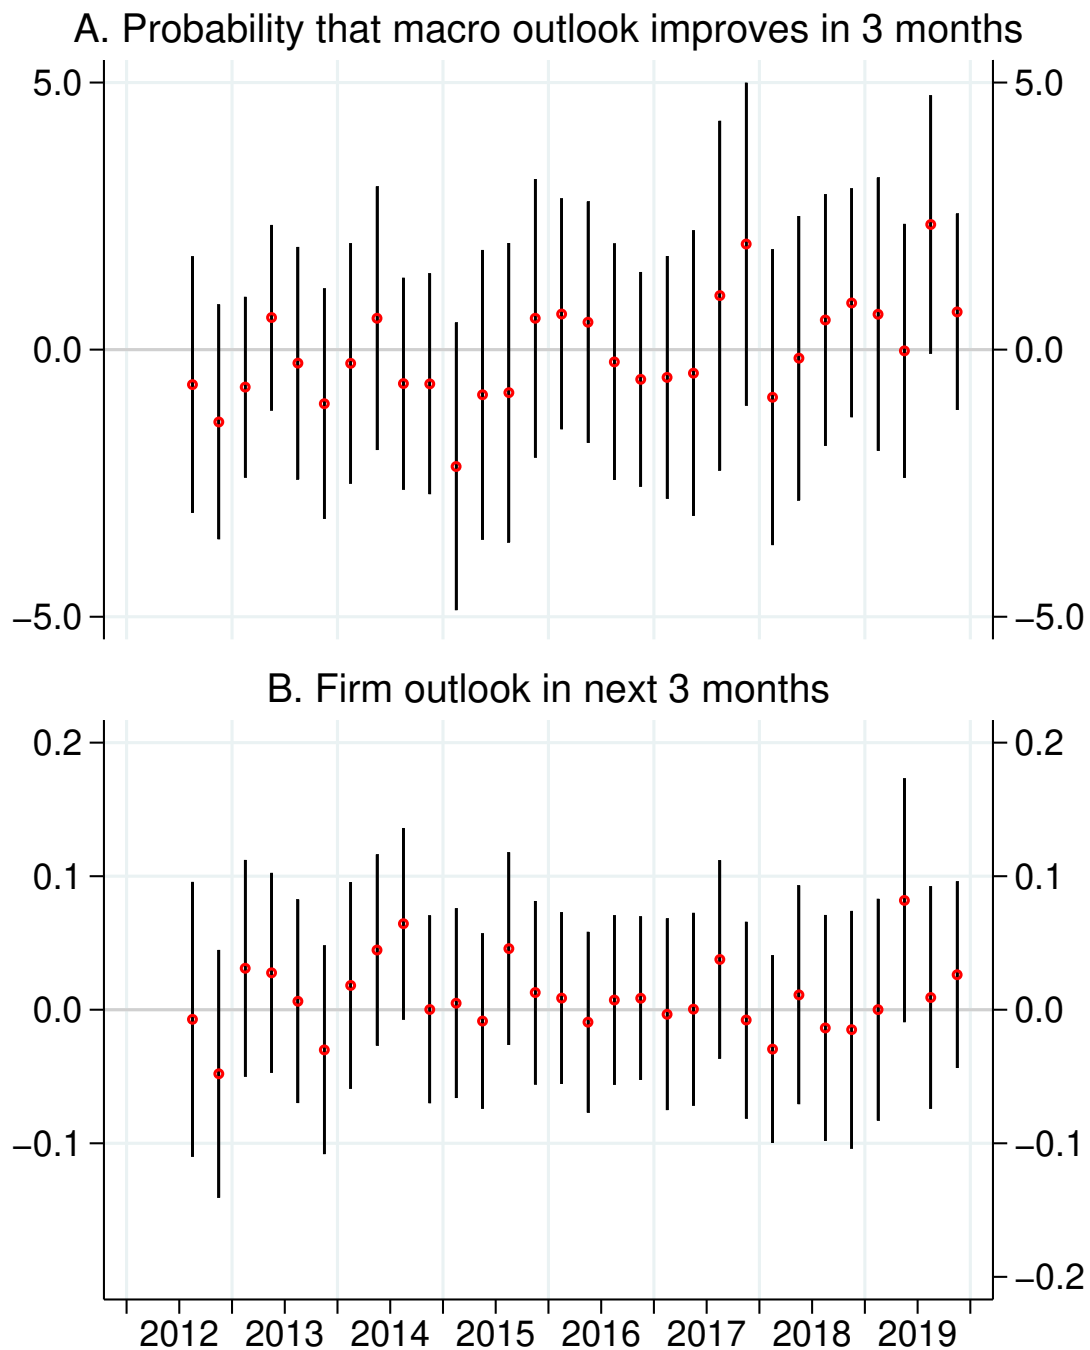 A. Probability that macro outlook improves in 3 months
5.0 5.0
0.0 0.0
−5.0 −5.0
B. Firm outlook in next 3 months
0.2 0.2
0.1 0.1
0.0 0.0
−0.1 −0.1
−0.2
2012 2013 2014 2015 2016 2017 2018 2019